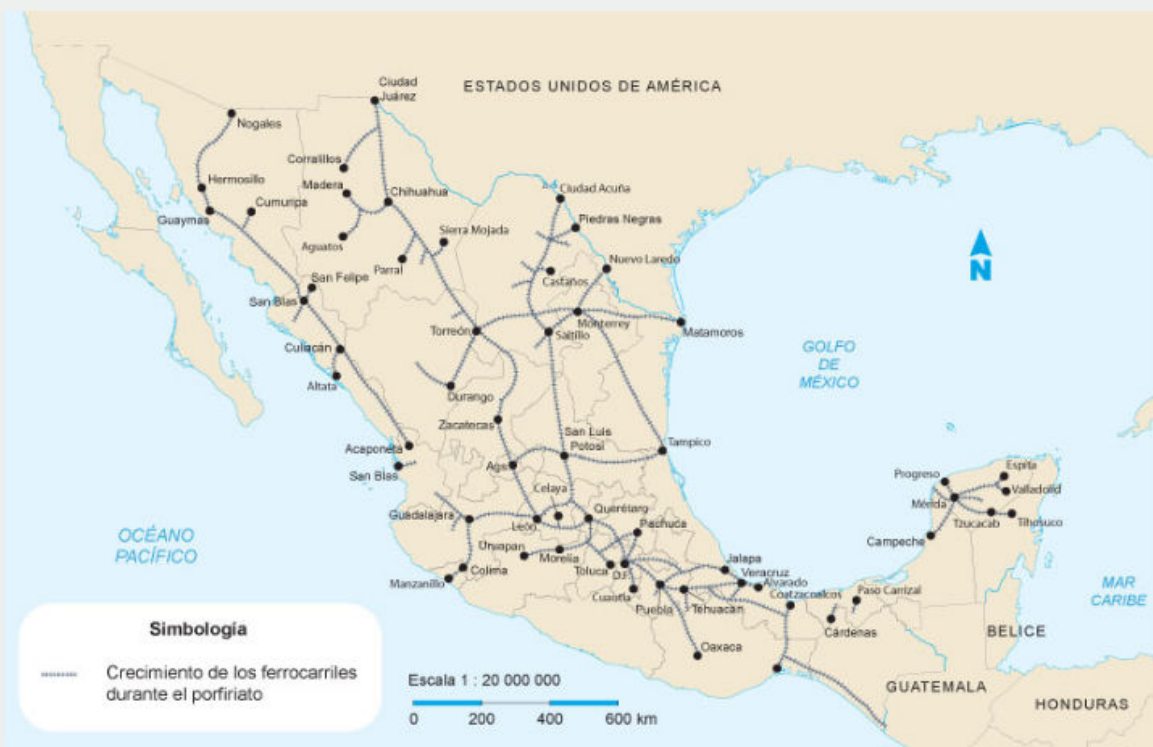 ESTADOS UNIDOS DE AMÉRICA
Ciudad
Juárez
Nogales
Corralillos
Hermosillo
Madera
Chihuahua
Ciudad Acuña
Cumuripa
Guaymas
Piedras Negras
Aguatos
Sierra Mojada
Parral
Nuevo Laredo
San Felipe
Castaños
San Blas
Monterrey
Torreón
Saltillo
Matamoros
Culiacán
Altata
Durango
GOLFO
DE
MÉXICO
N
Zacatecas
San Luis
Potosí
Tampico
Acaponeta
San Blas
Ags.
Celaya
Espita
Progreso
Valladolid
Mérida
Guadalajara
León
Querétaro
Pachuca
Tzucacab
Tihosuco
OCÉANO
PACÍFICO
Campeche
Uruapan
Morelia
Toluca
D.F.
Jalapa
Veracruz
Alvarado
Colima
Manzanillo
Cuautla
Puebla
Tehuacán
Coatzacoalcos
Paso Carrizal
MAR
CARIBE
Cárdenas
BELICE
Oaxaca
GUATEMALA
HONDURAS
Simbología
Crecimiento de los ferrocarriles
durante el porfiriato
Escala 1 : 20 000 000
0 200 400 600 km